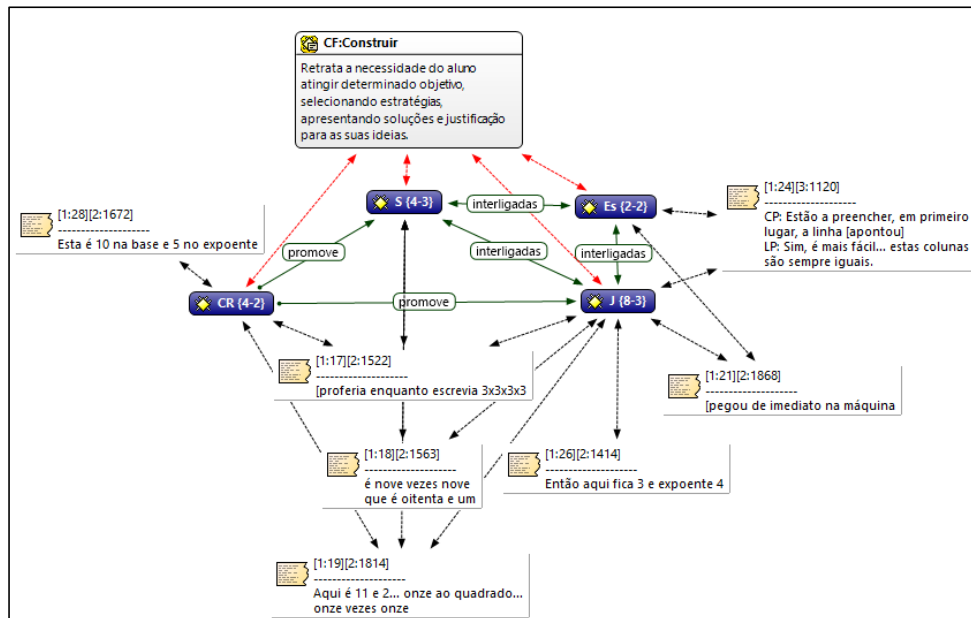 CF:Construir
Retrata a necessidade do aluno
atingir determinado objetivo,
selecionando estratégias,
apresentando soluções e justificação
para as suas ideias.
S {4-3}
interligadas
Es {2-2}
[1:24][3:1120]
--------------------
CP: Estão a preencher, em primeiro
lugar, a linha [apontou]
LP: Sim, é mais fácil... estas colunas
são sempre iguais.
[1:28][2:1672]
--------------------
Esta é 10 na base e 5 no expoente
promove
interligadas
interligadas
CR {4-2}
promove
J {8-3}
[1:17][2:1522]
--------------------
[proferia enquanto escrevia 3x3x3x3
[1:21][2:1868]
--------------------
[pegou de imediato na máquina
[1:18][2:1563]
--------------------
é nove vezes nove
que é oitenta e um
[1:26][2:1414]
--------------------
Então aqui fica 3 e expoente 4
[1:19][2:1814]
--------------------
Aqui é 11 e 2... onze ao quadrado...
onze vezes onze